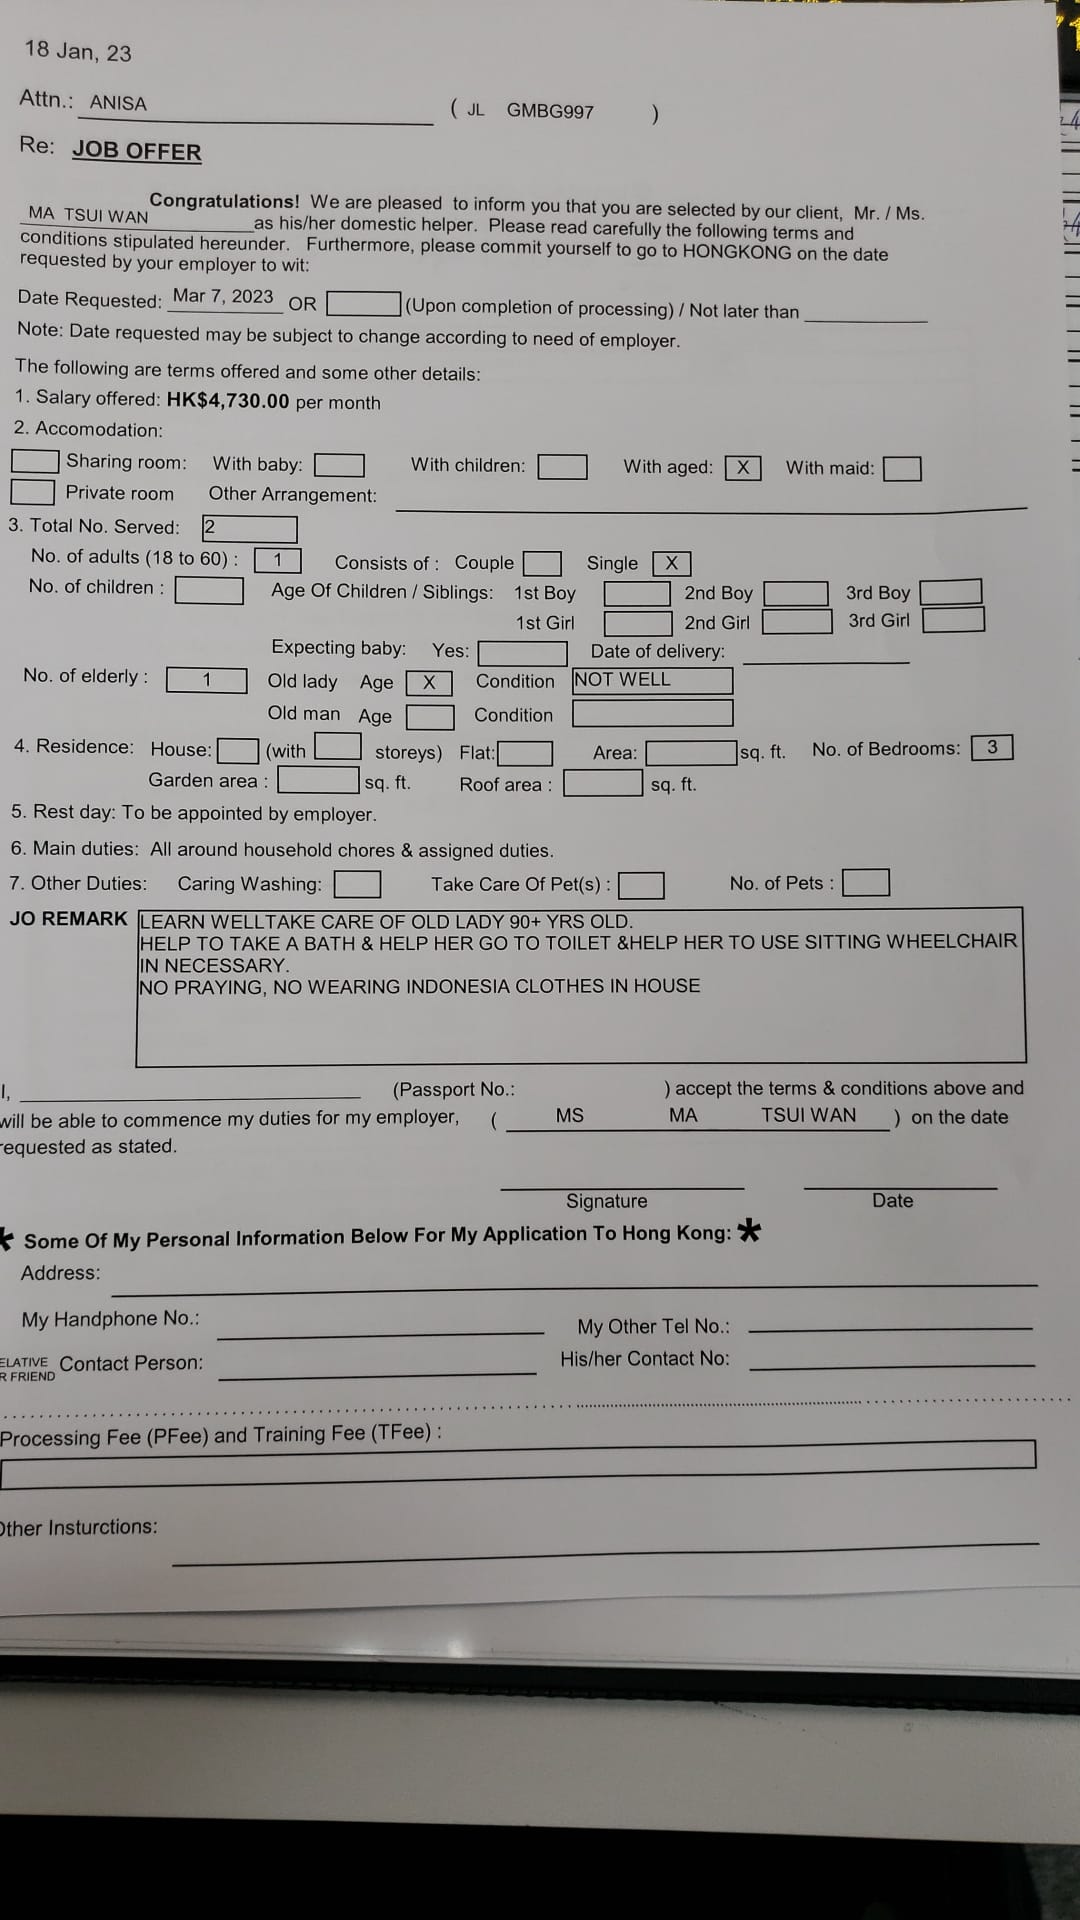 18 Jan, 23
Attn.: ANISA ( JL GMBG997 )
Re: JOB OFFER
Congratulations! We are pleased to inform you that you are selected by our client, Mr. / Ms.
MA TSUI WAN as his/her domestic helper. Please read carefully the following terms and
conditions stipulated hereunder. Furthermore, please commit yourself to go to HONGKONG on the date
requested by your employer to wit:
Date Requested: Mar 7, 2023 OR (Upon completion of processing) / Not later than
Note: Date requested may be subject to change according to need of employer.
The following are terms offered and some other details:
1. Salary offered: HK$4,730.00 per month
2. Accomodation:
Sharing room: With baby: With children: With aged: X With maid:
Private room Other Arrangement:
3. Total No. Served: 2
No. of adults (18 to 60) : 1 Consists of : Couple Single X
No. of children : Age Of Children / Siblings: 1st Boy 2nd Boy 3rd Boy
1st Girl 2nd Girl 3rd Girl
Expecting baby: Yes: Date of delivery:
No. of elderly : 1 Old lady Age X Condition NOT WELL
Old man Age Condition
4. Residence: House: (with storeys) Flat: Area: sq. ft. No. of Bedrooms: 3
Garden area : sq. ft. Roof area : sq. ft.
5. Rest day: To be appointed by employer.
6. Main duties: All around household chores & assigned duties.
7. Other Duties: Caring Washing: Take Care Of Pet(s) : No. of Pets :
JO REMARK LEARN WELLTAKE CARE OF OLD LADY 90+ YRS OLD.
HELP TO TAKE A BATH & HELP HER GO TO TOILET &HELP HER TO USE SITTING WHEELCHAIR
IN NECESSARY.
NO PRAYING, NO WEARING INDONESIA CLOTHES IN HOUSE
I, (Passport No.: ) accept the terms & conditions above and
will be able to commence my duties for my employer, ( MS MA TSUI WAN ) on the date
requested as stated.
Signature Date
* Some Of My Personal Information Below For My Application To Hong Kong: *
Address:
My Handphone No.: My Other Tel No.:
ELATIVE
R FRIEND Contact Person: His/her Contact No:
Processing Fee (PFee) and Training Fee (TFee) :
Other Insturctions: